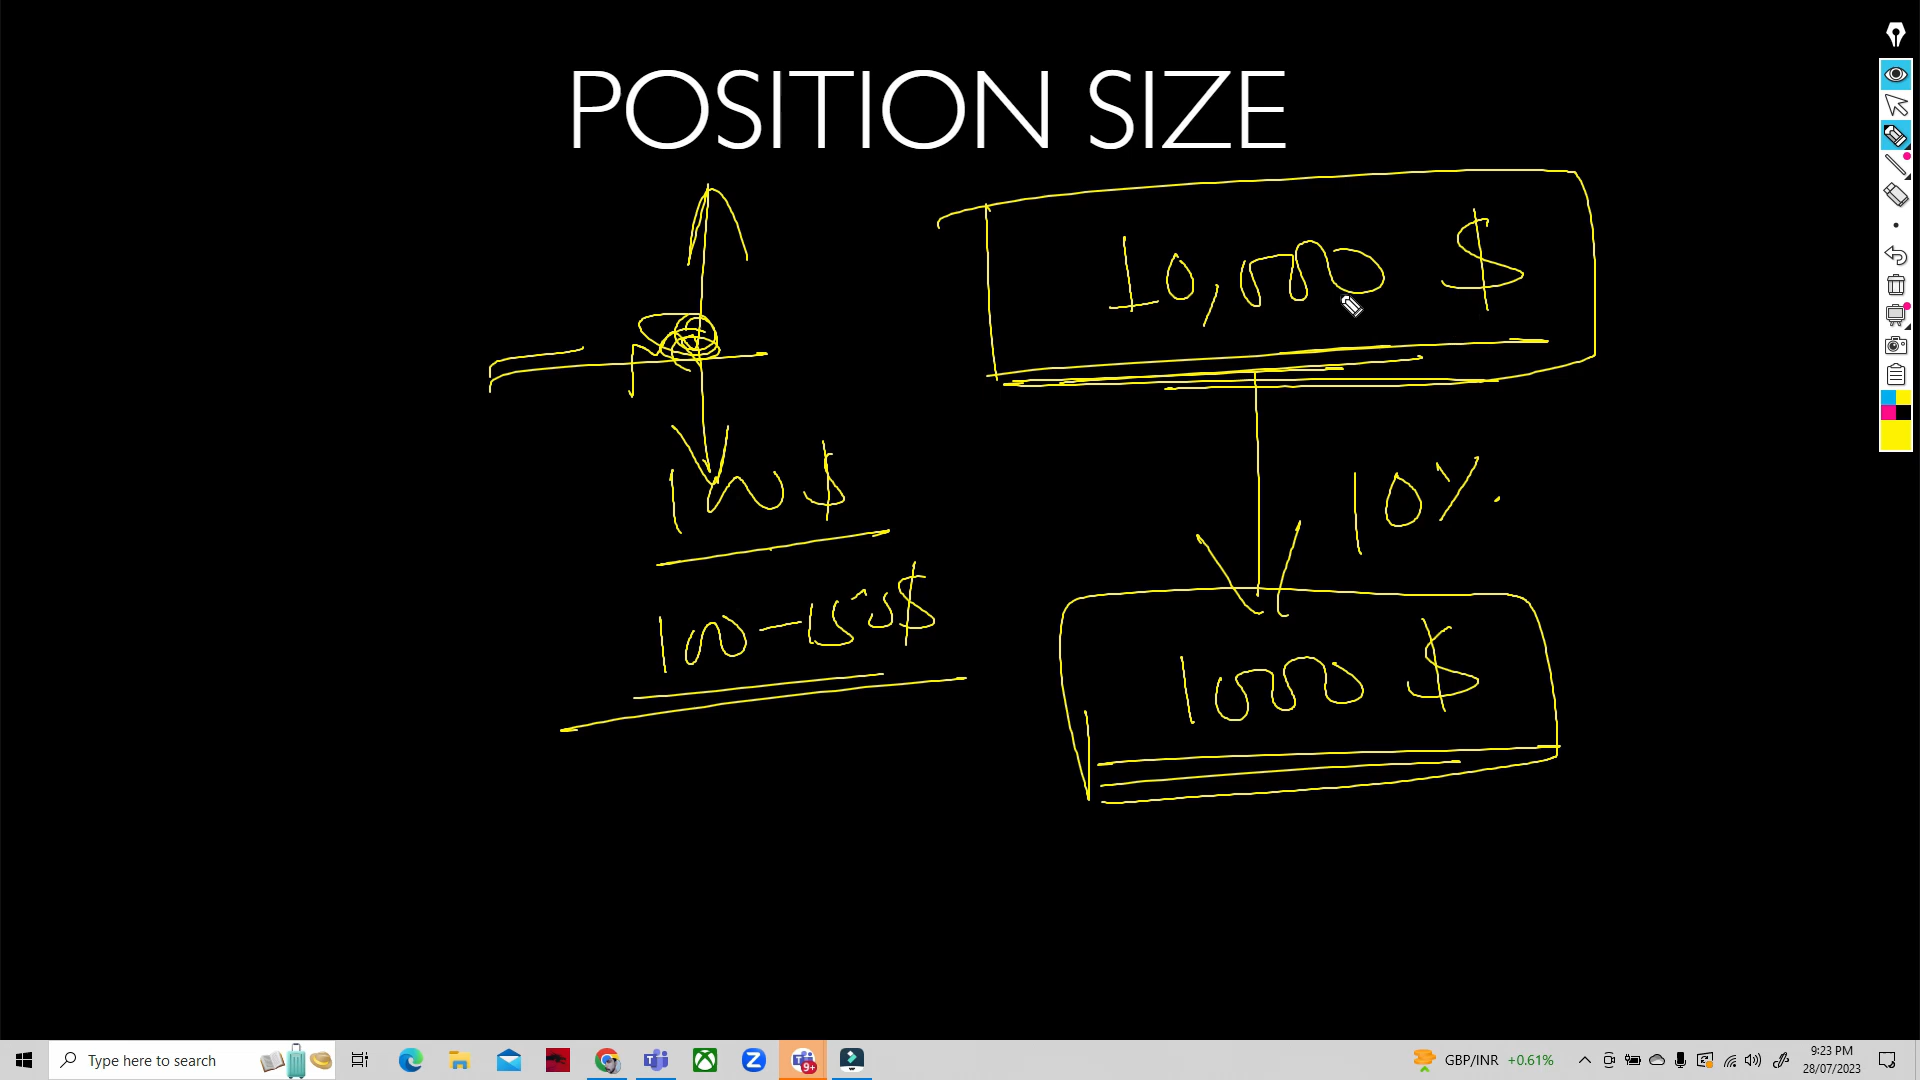 POSITION SIZE
10,000 $
100 $
10%
100-150$
1000 $
Type here to search
9+
GBP/INR +0.61%
9:23 PM
28/07/2023